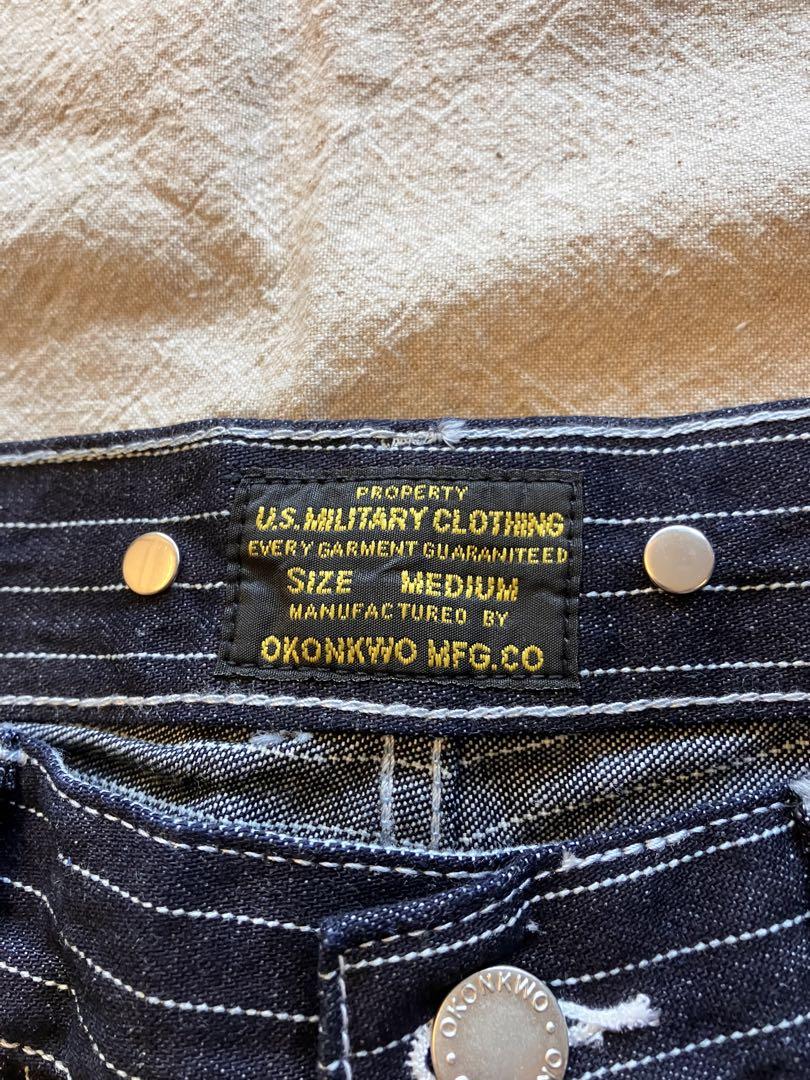 PROPERTY
U.S. MILITARY CLOTHING
EVERY GARMENT GUARANITEED
SIZE MEDIUM
MANUFACTURED BY
OKONKWO MFG.CO
• OKONKWO •